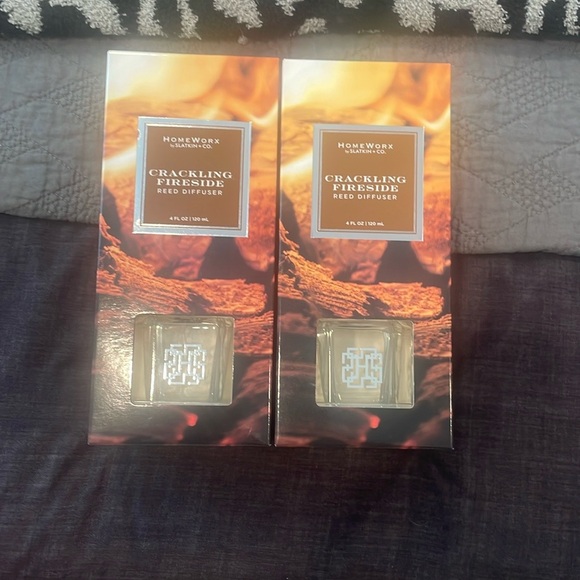 HOMEWORX
by SLATKIN + CO.
CRACKLING
FIRESIDE
REED DIFFUSER
4 FL OZ | 120 mL
HOMEWORX
by SLATKIN + CO.
CRACKLING
FIRESIDE
REED DIFFUSER
4 FL OZ | 120 mL